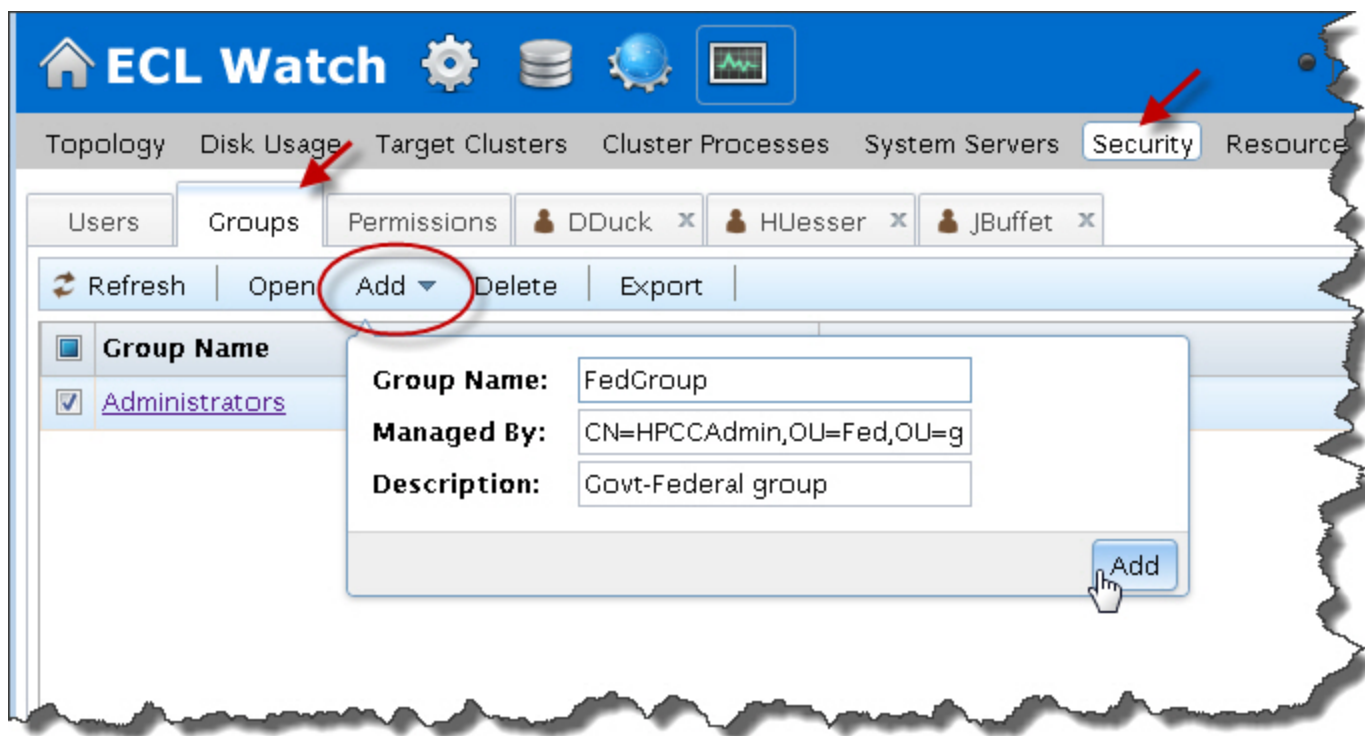 ECL Watch
Topology Disk Usage Target Clusters Cluster Processes System Servers Security Resource
Users Groups Permissions DDuck x HUesser x JBuffet x
Refresh Open Add Delete Export
Group Name
Administrators
Group Name: FedGroup
Managed By: CN=HPCCAdmin,OU=Fed,OU=g
Description: Govt-Federal group
Add